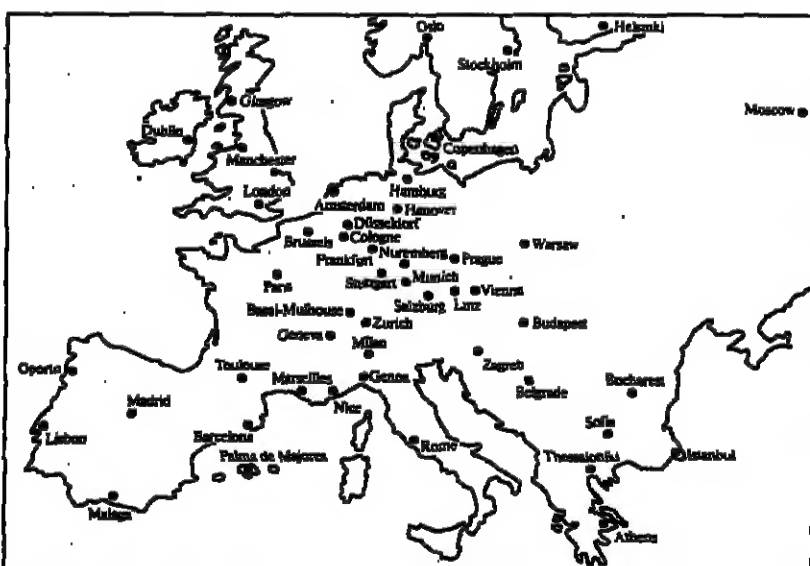 Oslo
Helsinki
Stockholm
Glasgow
Moscow
Dublin
Copenhagen
Manchester
Hamburg
London
Amsterdam
Hanover
Düsseldorf
Brussels
Cologne
Warsaw
Frankfort
Nuremberg
Prague
Paris
Stuttgart
Munich
Salzburg
Linz
Vienna
Basel-Mulhouse
Zurich
Budapest
Geneva
Milan
Zagreb
Oporto
Toulouse
Marseilles
Genoa
Belgrade
Bucharest
Nice
Madrid
Sofia
Lisbon
Barcelona
Rome
Palma de Majorca
Thessaloniki
Istanbul
Malaga
Athens